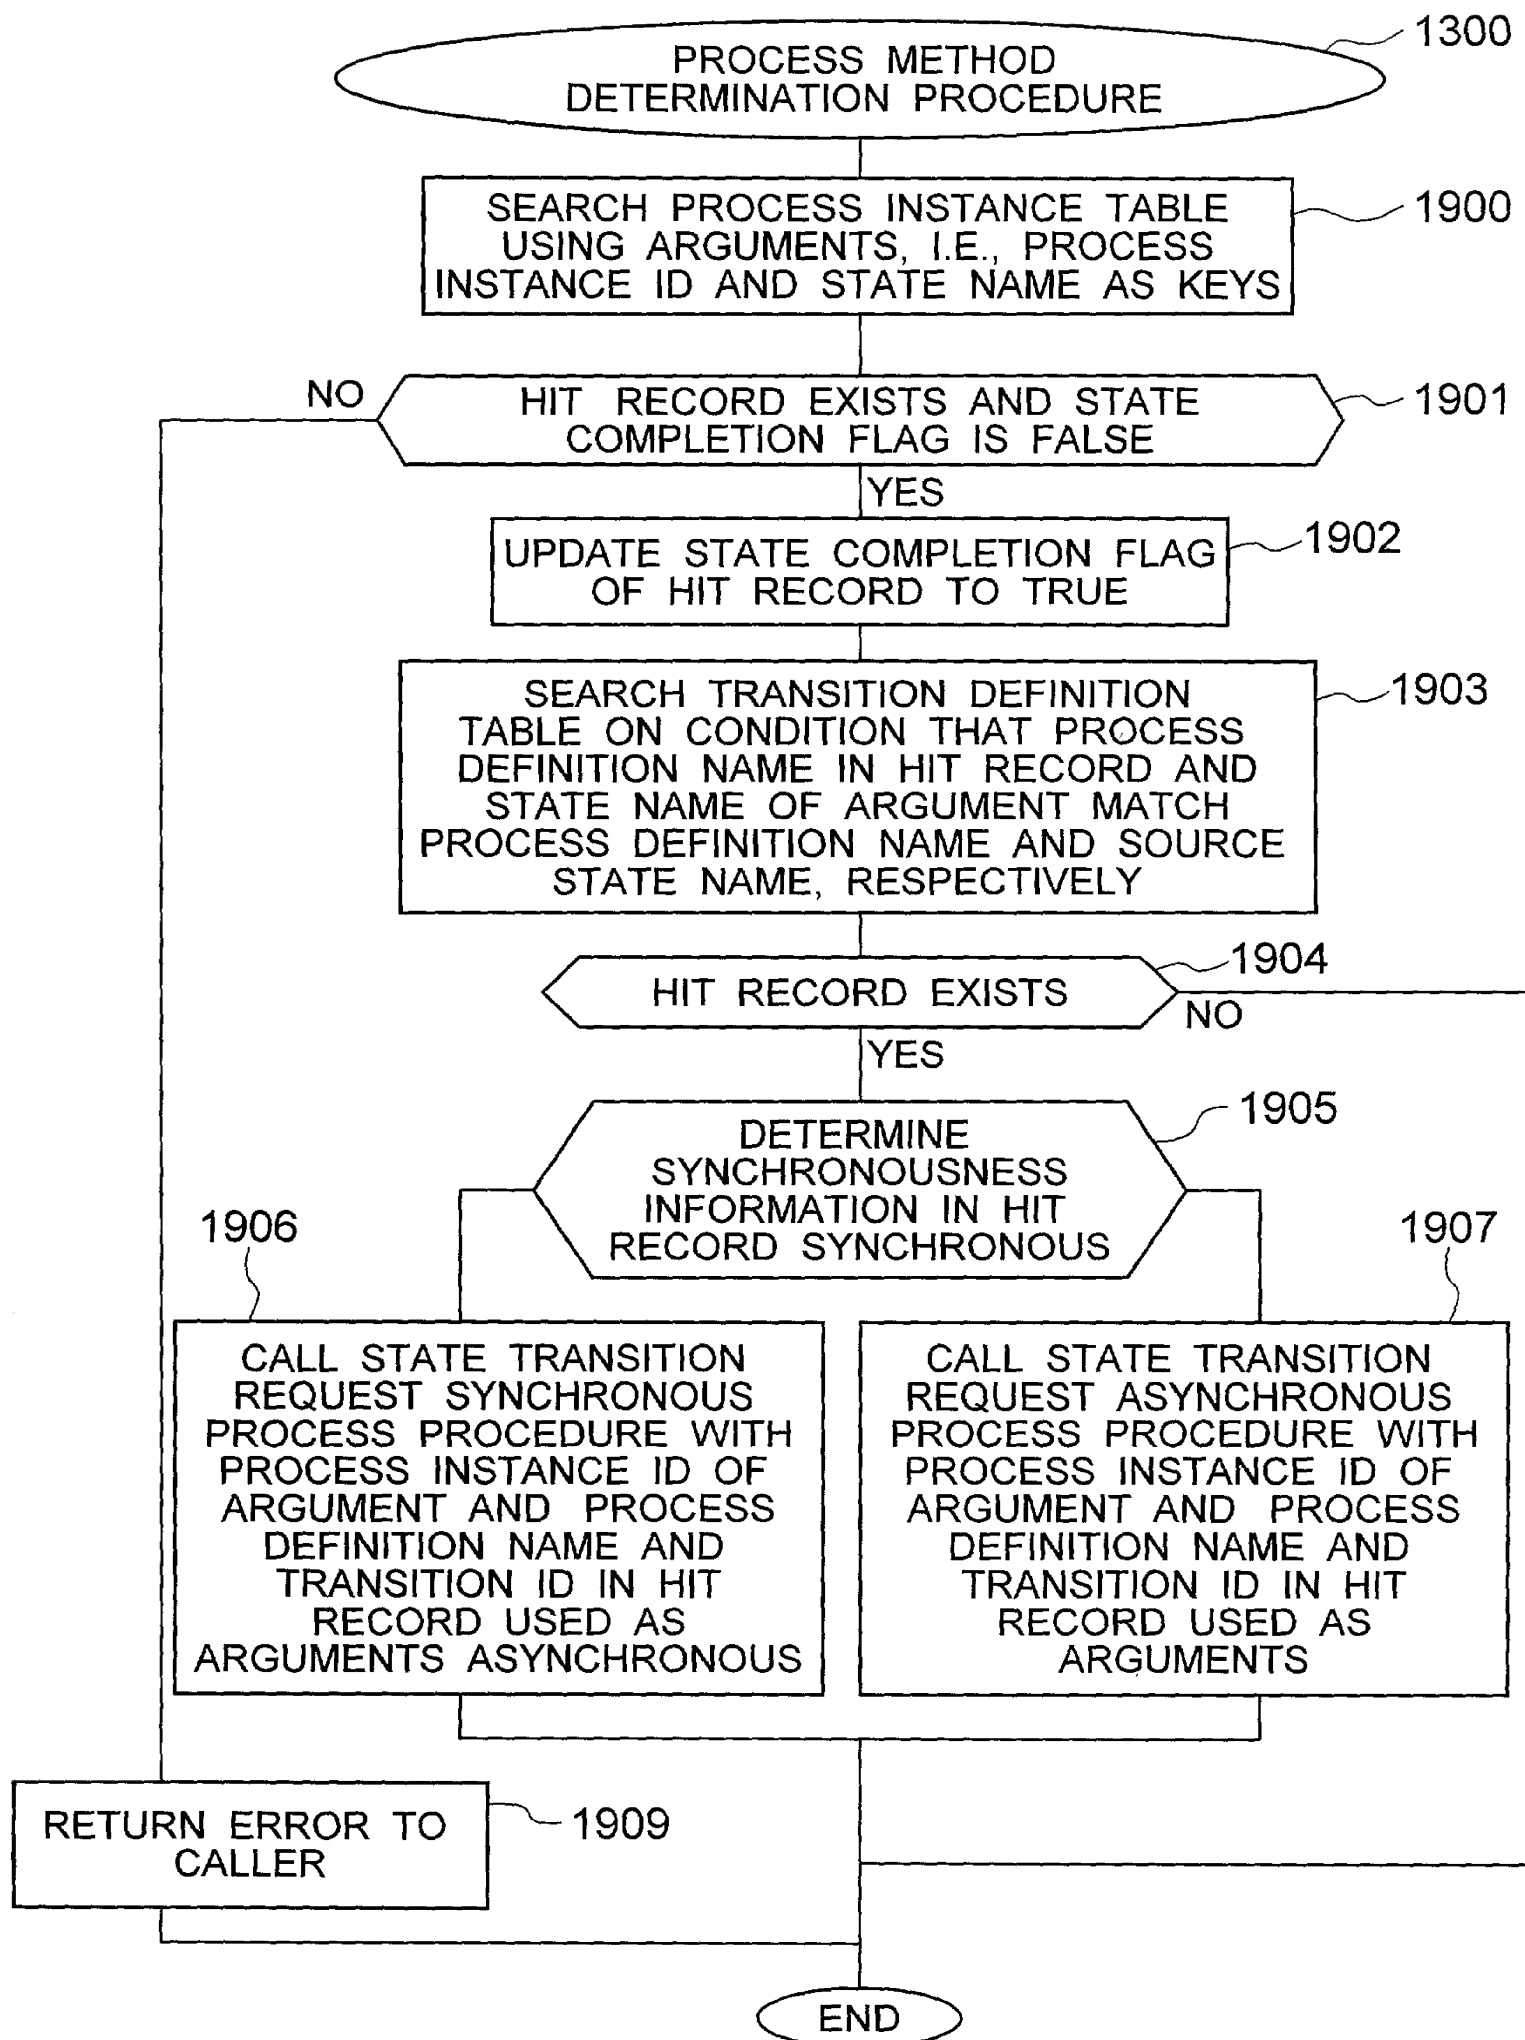 1300
PROCESS METHOD
DETERMINATION PROCEDURE
1900
SEARCH PROCESS INSTANCE TABLE
USING ARGUMENTS, I.E., PROCESS
INSTANCE ID AND STATE NAME AS KEYS
NO
1901
HIT RECORD EXISTS AND STATE
COMPLETION FLAG IS FALSE
YES
1902
UPDATE STATE COMPLETION FLAG
OF HIT RECORD TO TRUE
1903
SEARCH TRANSITION DEFINITION
TABLE ON CONDITION THAT PROCESS
DEFINITION NAME IN HIT RECORD AND
STATE NAME OF ARGUMENT MATCH
PROCESS DEFINITION NAME AND SOURCE
STATE NAME, RESPECTIVELY
1904
HIT RECORD EXISTS
NO
YES
1905
DETERMINE
SYNCHRONOUSNESS
INFORMATION IN HIT
RECORD SYNCHRONOUS
1906
CALL STATE TRANSITION
REQUEST SYNCHRONOUS
PROCESS PROCEDURE WITH
PROCESS INSTANCE ID OF
ARGUMENT AND PROCESS
DEFINITION NAME AND
TRANSITION ID IN HIT
RECORD USED AS
ARGUMENTS ASYNCHRONOUS
1907
CALL STATE TRANSITION
REQUEST ASYNCHRONOUS
PROCESS PROCEDURE WITH
PROCESS INSTANCE ID OF
ARGUMENT AND PROCESS
DEFINITION NAME AND
TRANSITION ID IN HIT
RECORD USED AS
ARGUMENTS
RETURN ERROR TO
CALLER
1909
END